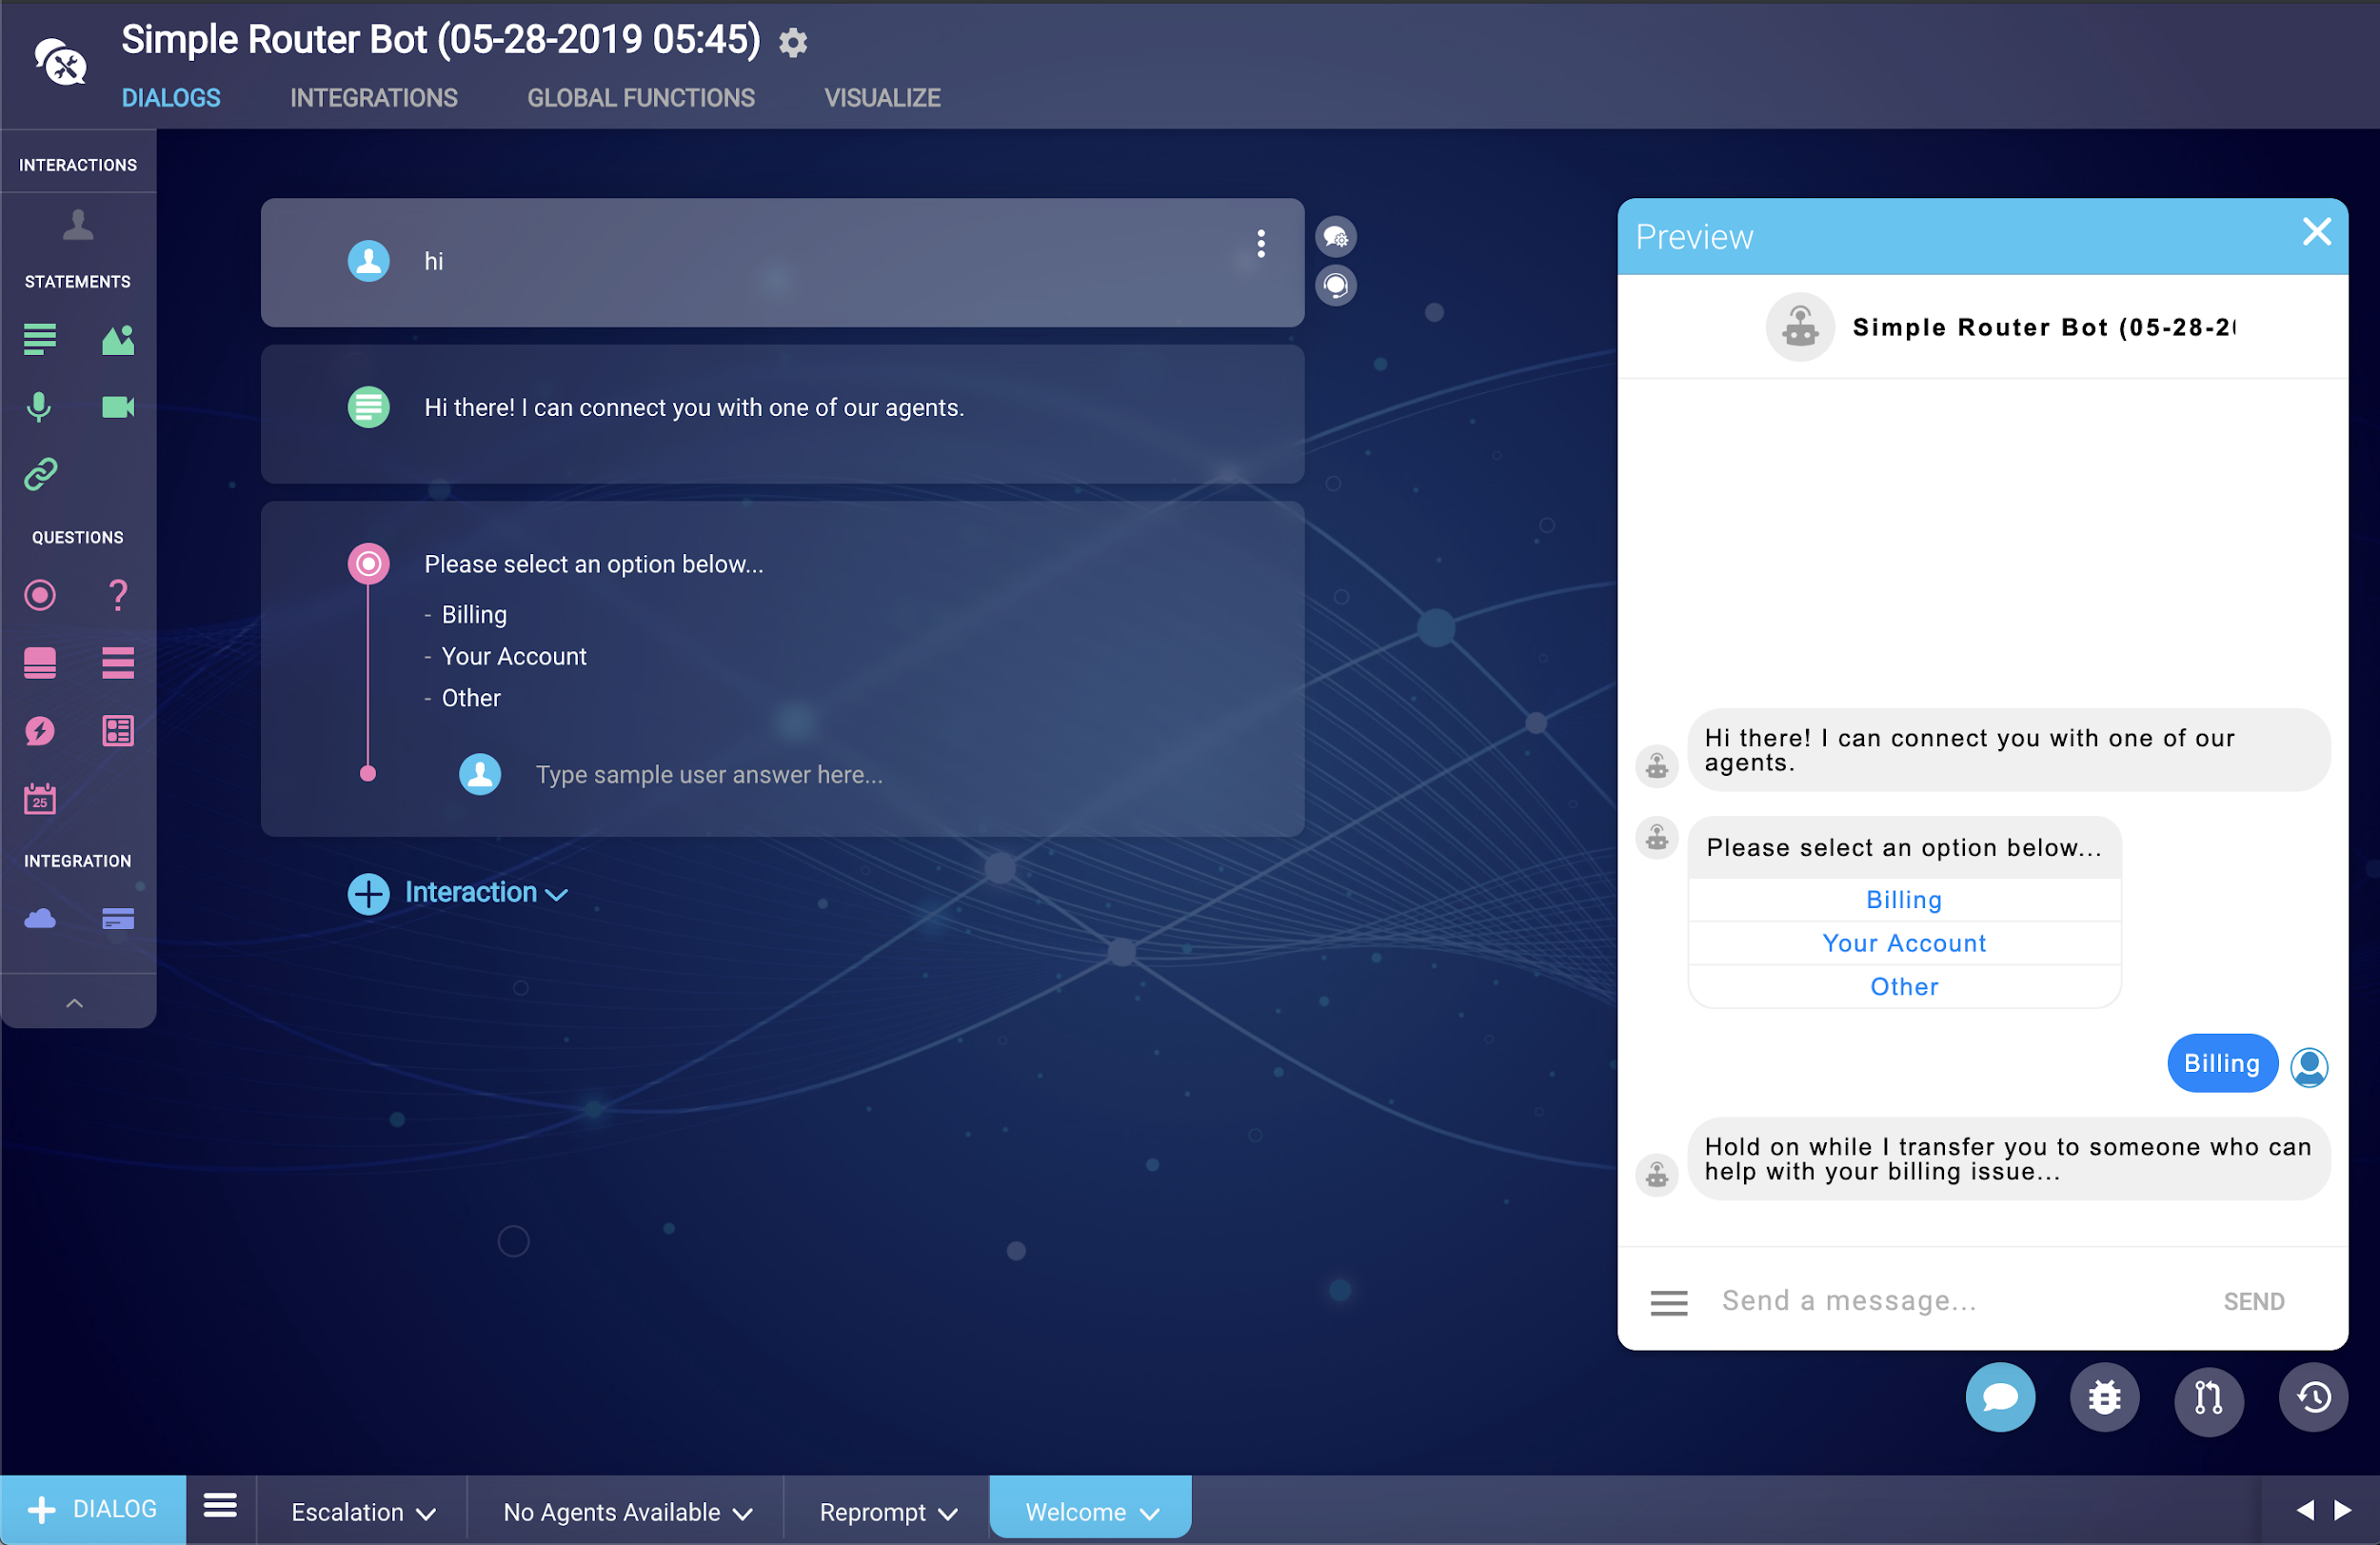 Simple Router Bot (05-28-2019 05:45)
DIALOGS INTEGRATIONS GLOBAL FUNCTIONS VISUALIZE
INTERACTIONS
STATEMENTS
QUESTIONS
25
INTEGRATION
hi
Hi there! I can connect you with one of our agents.
Please select an option below...
- Billing
- Your Account
- Other
Type sample user answer here...
Interaction
Preview
Simple Router Bot (05-28-2
Hi there! I can connect you with one of our
agents.
Please select an option below...
Billing
Your Account
Other
Billing
Hold on while I transfer you to someone who can
help with your billing issue...
Send a message... SEND
DIALOG Escalation No Agents Available Reprompt Welcome